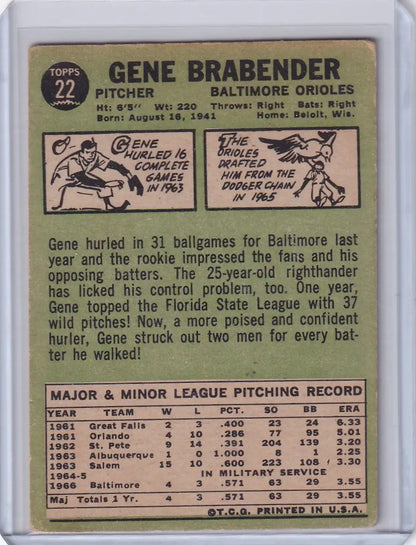 TOPPS
22
GENE BRABENDER
PITCHER BALTIMORE ORIOLES
Ht: 6'5" Wt: 220 Throws: Right Bats: Right
Born: August 16, 1941 Home: Beloit, Wis.
GENE
HURLED 16
COMPLETE
GAMES
IN 1963
THE
ORIOLES
DRAFTED
HIM FROM THE
DODGER CHAIN
IN 1965
Gene hurled in 31 ballgames for Baltimore last
year and the rookie impressed the fans and his
opposing batters. The 25-year-old righthander
has licked his control problem, too. One year,
Gene topped the Florida State League with 37
wild pitches! Now, a more poised and confident
hurler, Gene struck out two men for every bat-
ter he walked!
MAJOR & MINOR LEAGUE PITCHING RECORD
YEAR TEAM W L PCT. SO BB ERA
1961 Great Falls 2 3 .400 23 24 6.33
1961 Orlando 4 10 .286 77 95 5.01
1962 St. Pete 9 14 .391 204 139 3.20
1963 Albuquerque 1 0 1.000 8 1 2.25
1963 Salem 15 10 .600 223 108 3.30
1964-5 IN MILITARY SERVICE
1966 Baltimore 4 3 .571 63 29 3.55
Maj Totals 1 Yr. 4 3 .571 63 29 3.55
©T.C.G. PRINTED IN U.S.A.